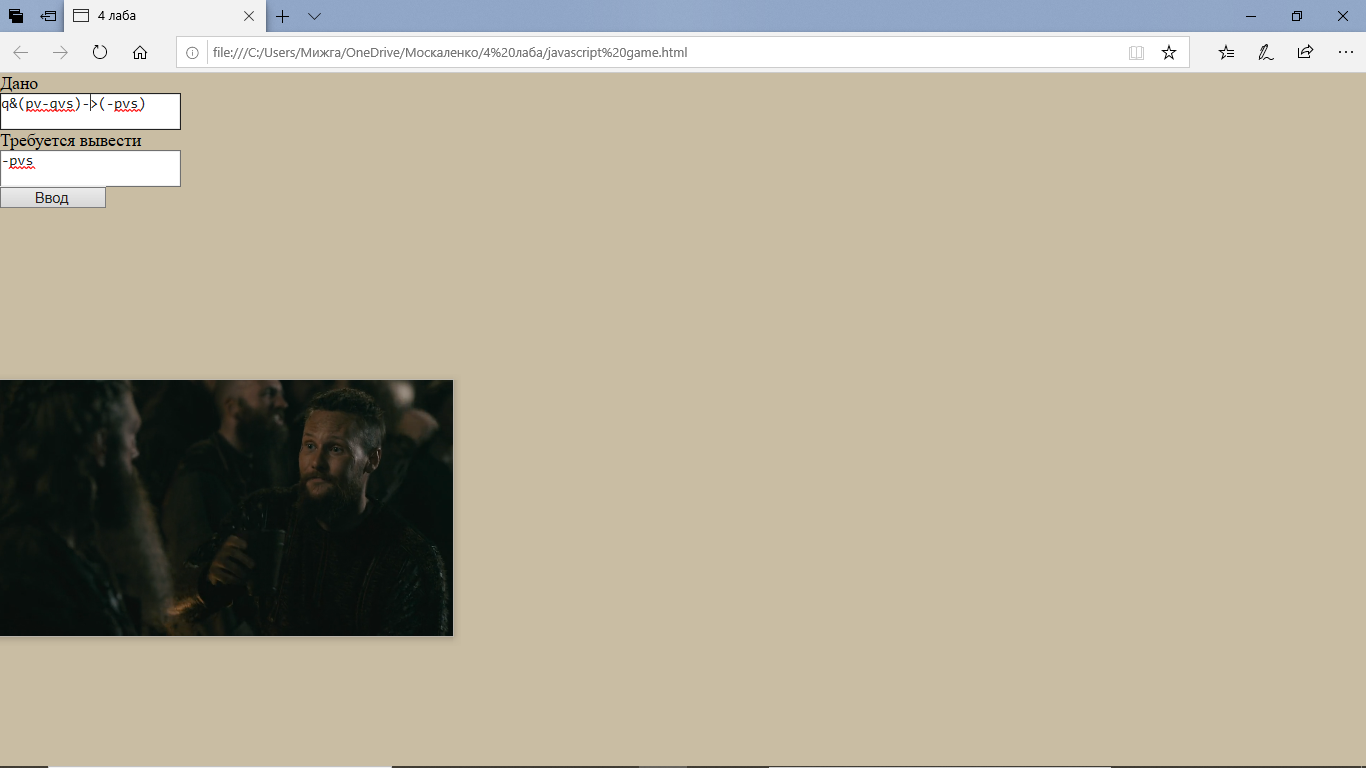 4 лаба
file:///C:/Users/Мижга/OneDrive/Москаленко/4%20лаба/javascript%20game.html
Дано
q&(pv-qvs)->(-pvs)
Требуется вывести
-pvs
Ввод